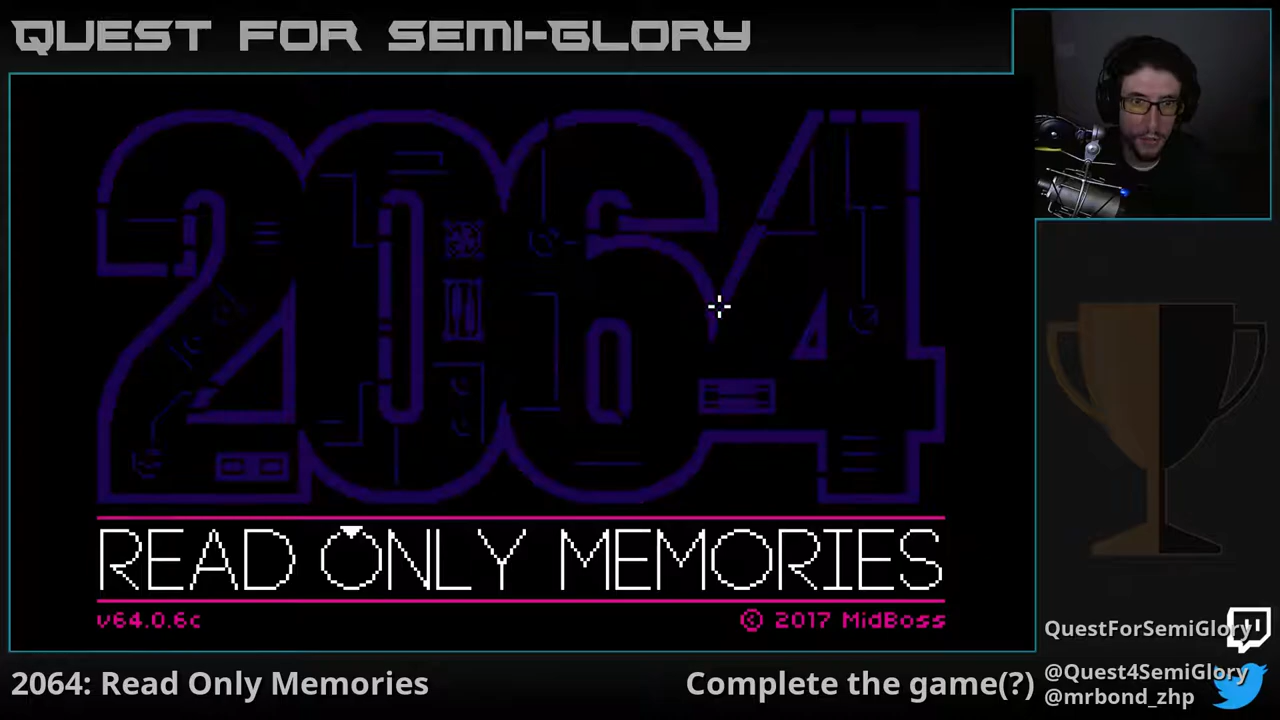 QUEST FOR SEMI-GLORY
2064
READ ONLY MEMORIES
v64.0.6c
© 2017 MidBoss
QuestForSemiGlory
@Quest4SemiGlory
@mrbond_zhp
2064: Read Only Memories
Complete the game(?)